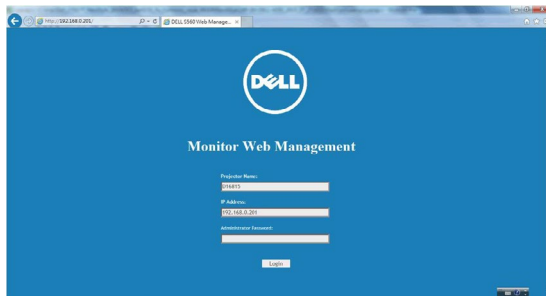 http://192.168.0.201/
DELL S560 Web Manage...
DELL
Monitor Web Management
Projector Name:
D16815
IP Address:
192.168.0.201
Administrator Password:
Login